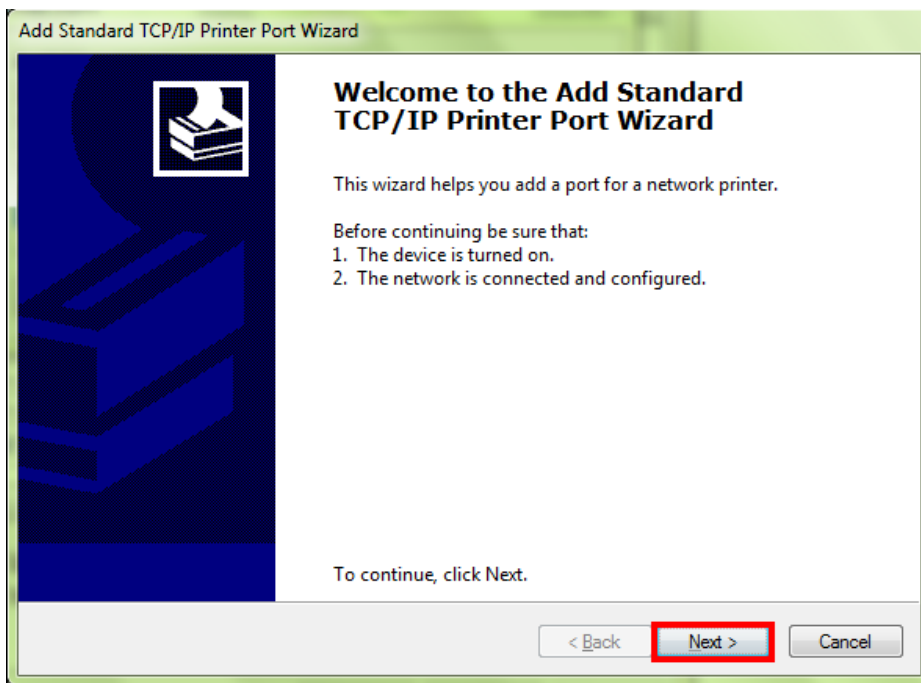 Add Standard TCP/IP Printer Port Wizard
Welcome to the Add Standard
TCP/IP Printer Port Wizard
This wizard helps you add a port for a network printer.
Before continuing be sure that:
1. The device is turned on.
2. The network is connected and configured.
To continue, click Next.
< Back Next > Cancel